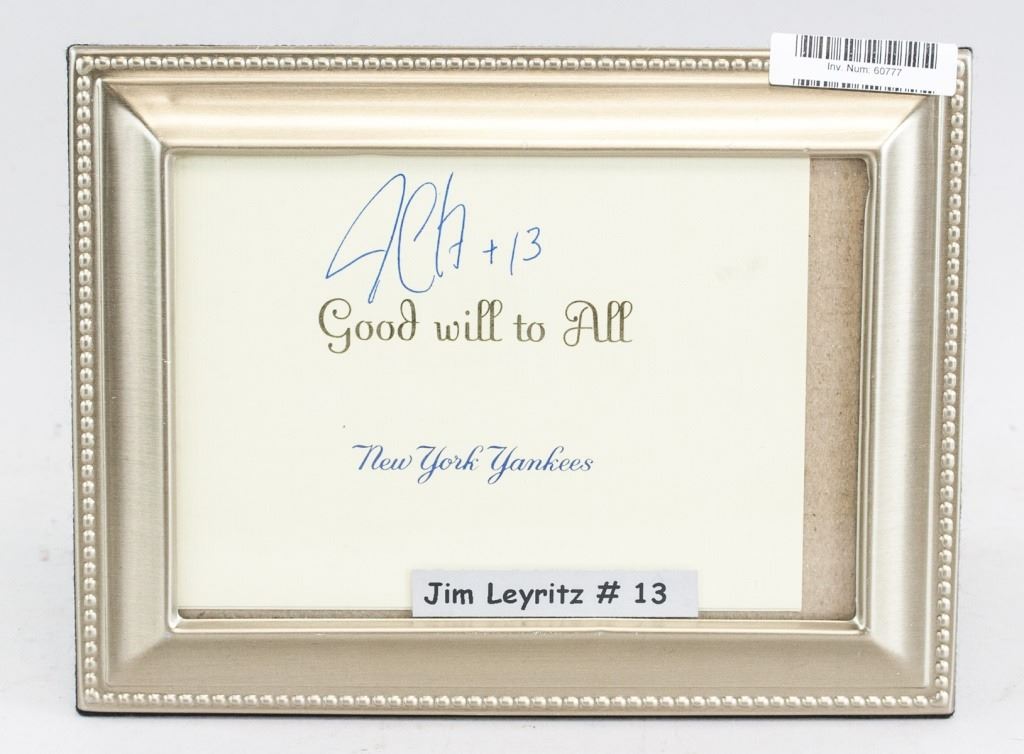 Inv. Num: 60777
+13
Good will to All
New York Yankees
Jim Leyritz # 13